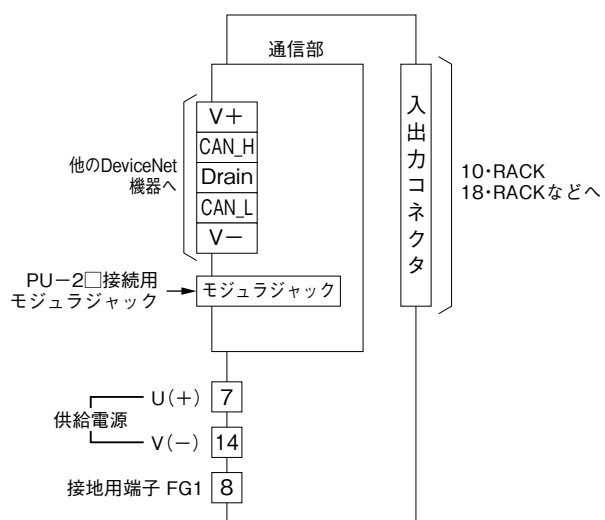 通信部
V+
CAN_H
Drain
CAN_L
V−
他のDeviceNet
機器へ
入出力コネクタ
10・RACK
18・RACKなどへ
PU−2□接続用
モジュラジャック
モジュラジャック
供給電源
U(+) 7
V(−) 14
接地用端子 FG1 8